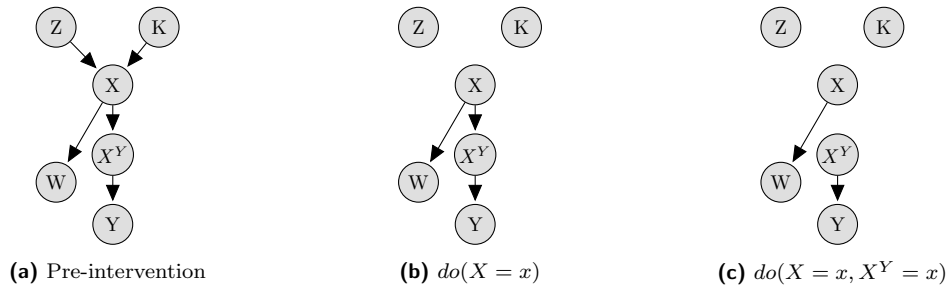 Z K
X
X^Y
W
Y
(a) Pre-intervention
Z K
X
X^Y
W
Y
(b) do(X = x)
Z K
X
X^Y
W
Y
(c) do(X = x, X^Y = x)